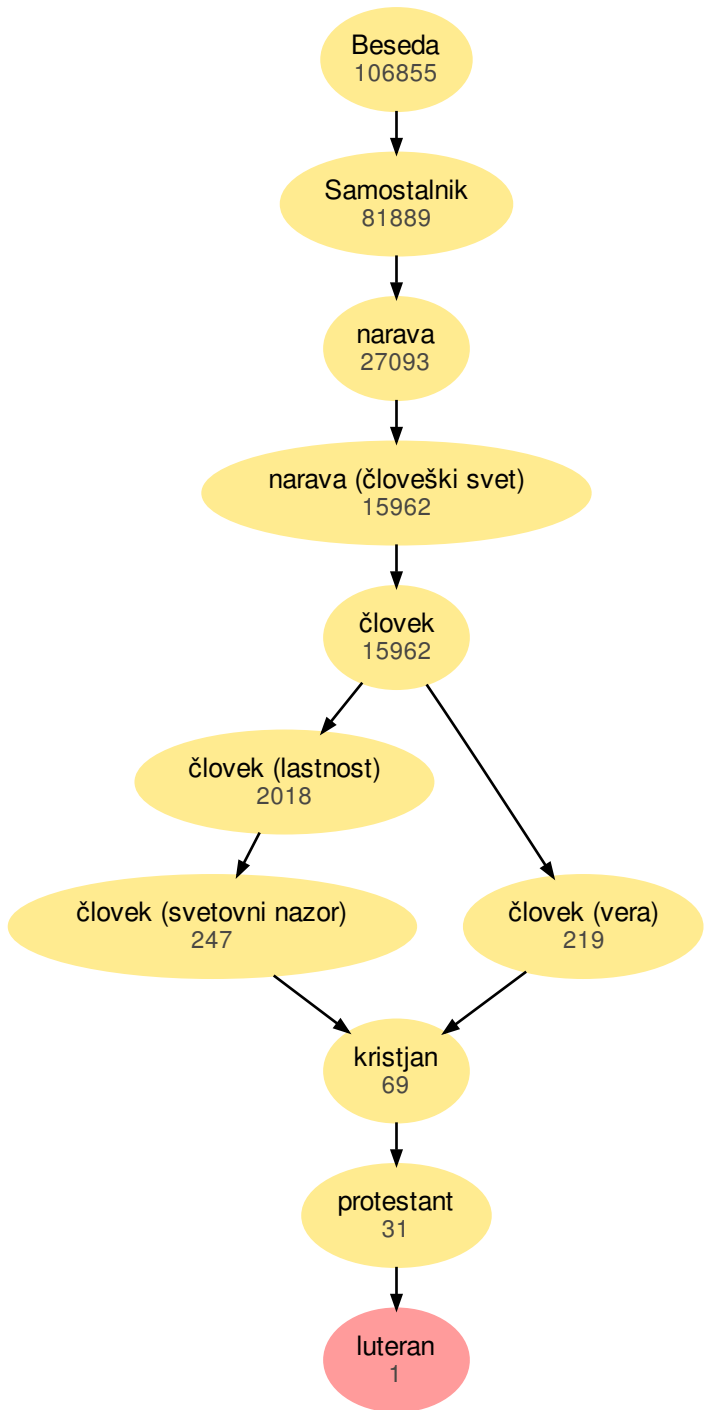 Beseda
106855
Samostalnik
81889
narava
27093
narava (človeški svet)
15962
človek
15962
človek (lastnost)
2018
človek (svetovni nazor)
247
človek (vera)
219
kristjan
69
protestant
31
luteran
1